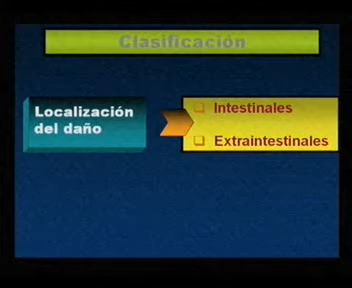 Clasificación
Localización
del daño
❑ Intestinales
❑ Extraintestinales